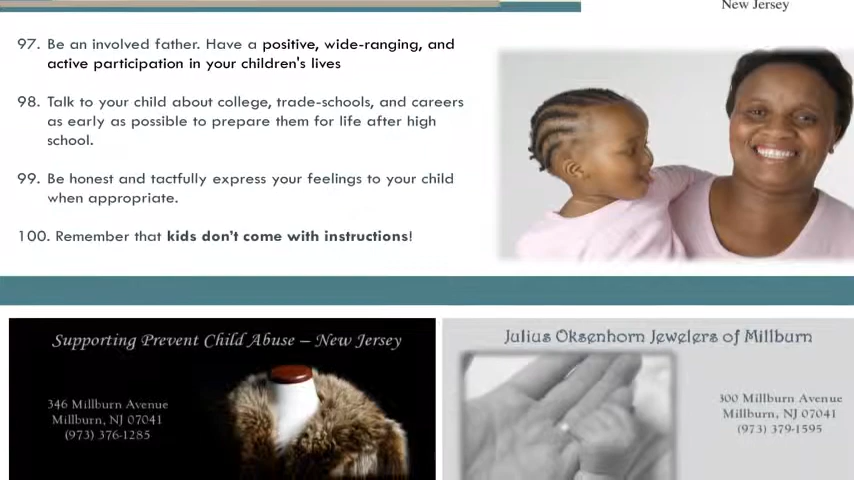 New Jersey
97. Be an involved father. Have a positive, wide-ranging, and
active participation in your children's lives
98. Talk to your child about college, trade-schools, and careers
as early as possible to prepare them for life after high
school.
99. Be honest and tactfully express your feelings to your child
when appropriate.
100. Remember that kids don't come with instructions!
Supporting Prevent Child Abuse – New Jersey
346 Millburn Avenue
Millburn, NJ 07041
(973) 376-1285
Julius Oksenhorn Jewelers of Millburn
300 Millburn Avenue
Millburn, NJ 07041
(973) 379-1595